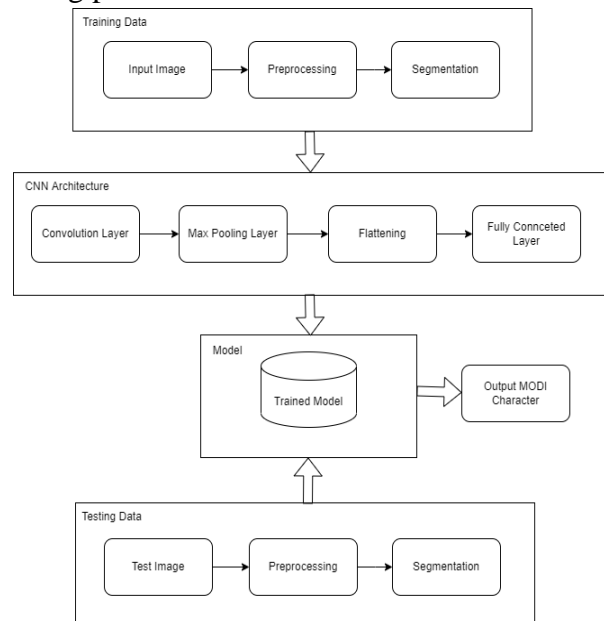 Training Data
Input Image
Preprocessing
Segmentation
CNN Architecture
Convolution Layer
Max Pooling Layer
Flattening
Fully Connceted
Layer
Model
Trained Model
Output MODI
Character
Testing Data
Test Image
Preprocessing
Segmentation